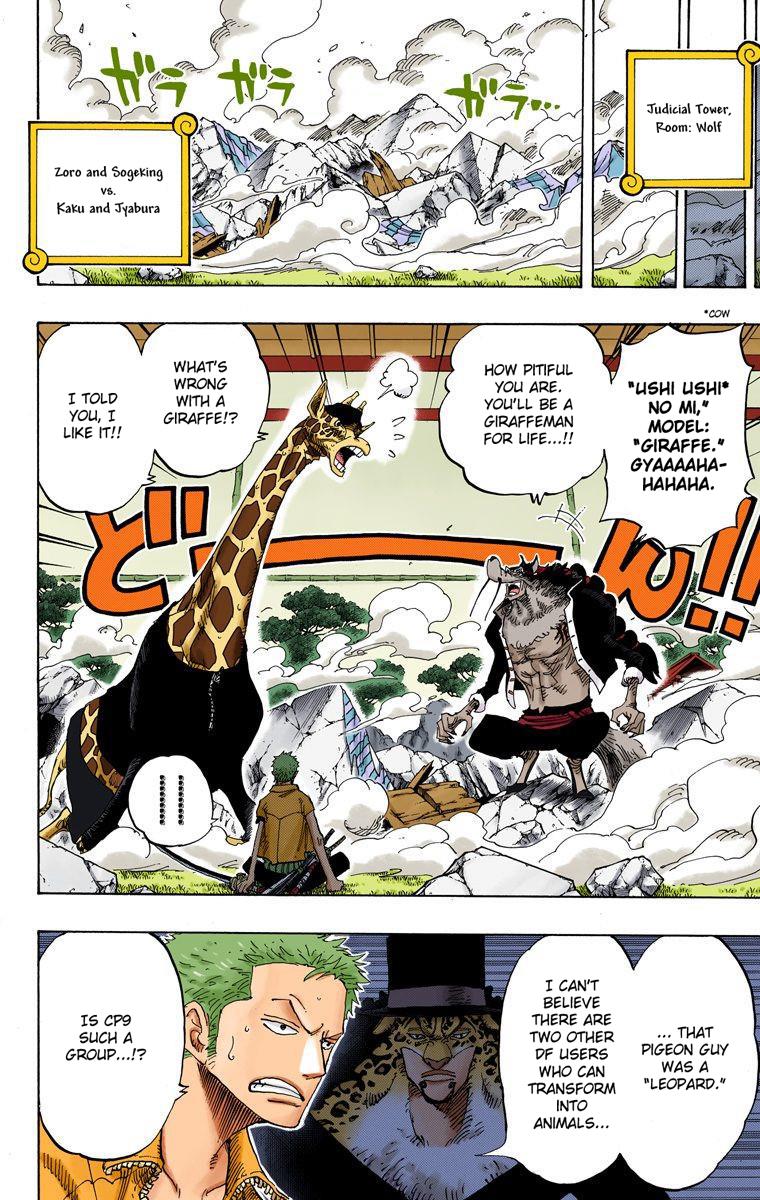 Judicial Tower,
Room: Wolf
ガラ
ガラ
ガラ...
Zoro and Sogeking
vs.
Kaku and Jyabura
*COW
"USHI USHI*
NO MI,"
MODEL:
"GIRAFFE."
GYAAAAHA-
HAHAHA.
HOW PITIFUL
YOU ARE.
YOU'LL BE A
GIRAFFEMAN
FOR LIFE...!!
WHAT'S
WRONG
WITH A
GIRAFFE!?
I TOLD
YOU, I
LIKE IT!!
どーん!!
!!
... THAT
PIGEON GUY
WAS A
"LEOPARD."
I CAN'T
BELIEVE
THERE ARE
TWO OTHER
DF USERS
WHO CAN
TRANSFORM
INTO
ANIMALS...
IS CP9
SUCH A
GROUP...!?